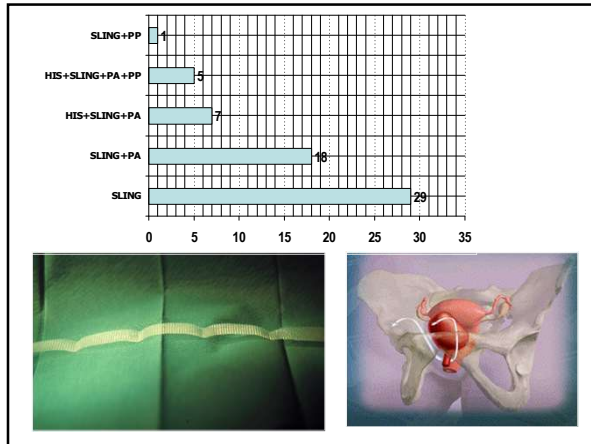 SLING+PP 1
HIS+SLING+PA+PP 5
HIS+SLING+PA 7
SLING+PA 18
SLING 29
0 5 10 15 20 25 30 35